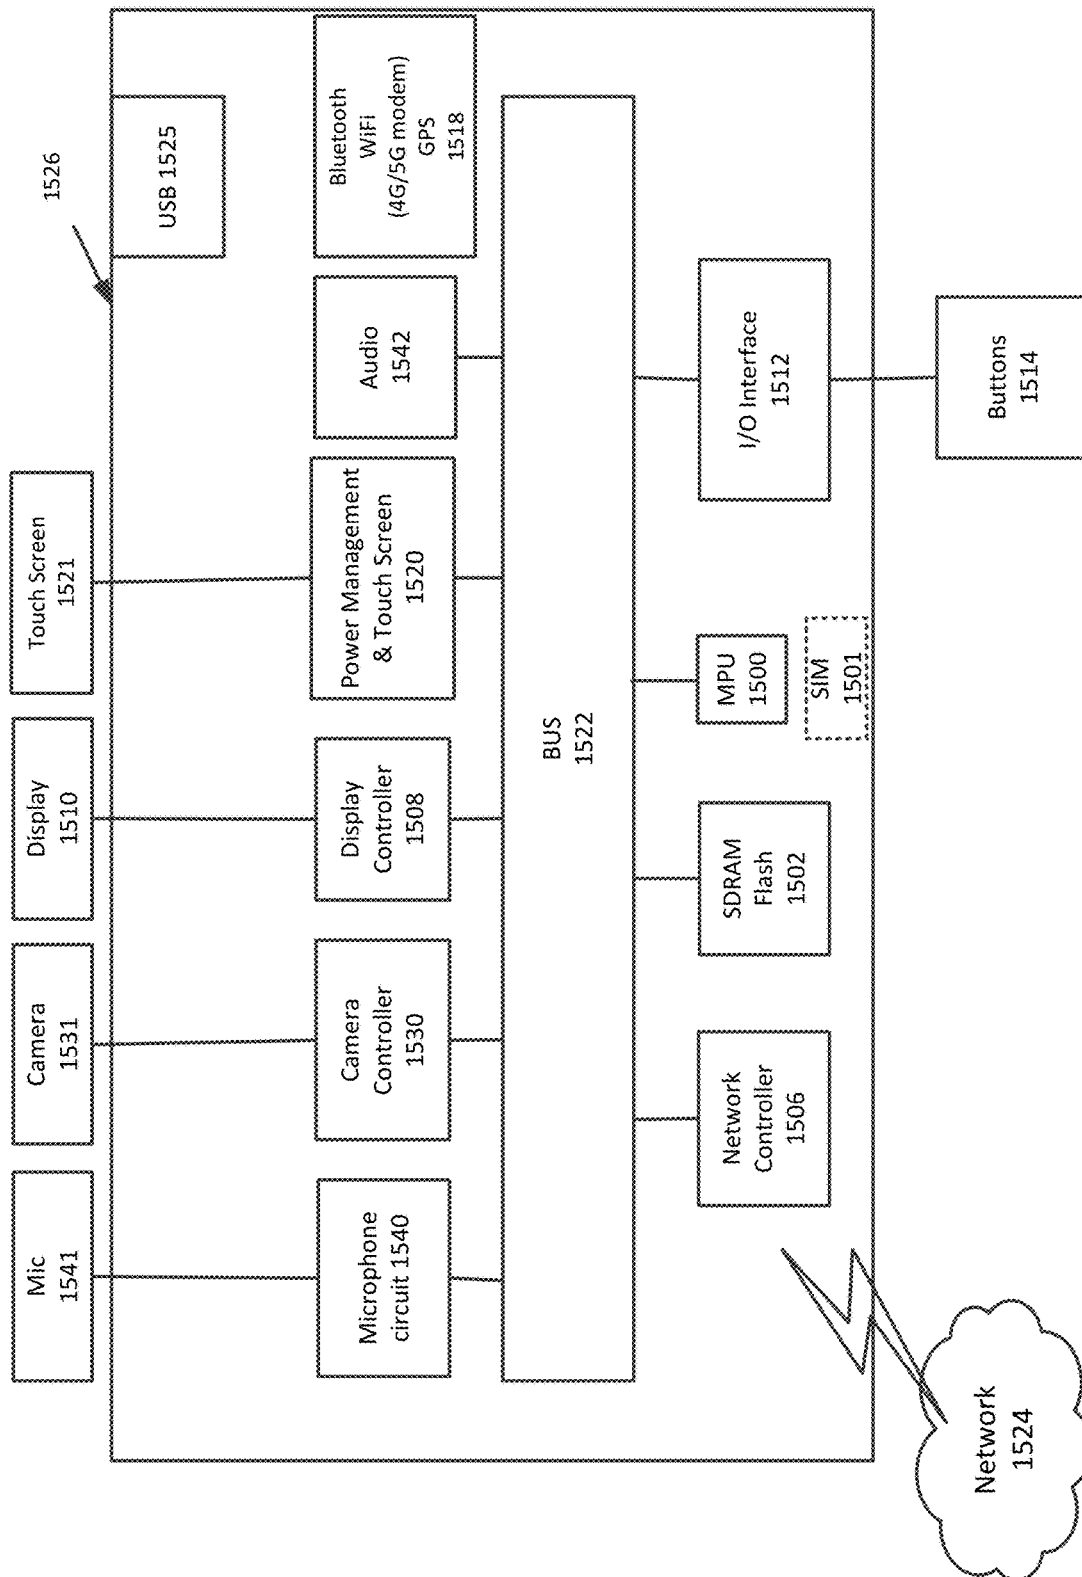 Mic
1541
Camera
1531
Display
1510
Touch Screen
1521
1526
USB 1525
Microphone
circuit 1540
Camera
Controller
1530
Display
Controller
1508
Power Management
& Touch Screen
1520
Audio
1542
Bluetooth
WiFi
(4G/5G modem)
GPS
1518
BUS
1522
Network
Controller
1506
SDRAM
Flash
1502
MPU
1500
SIM
1501
I/O Interface
1512
Network
1524
Buttons
1514